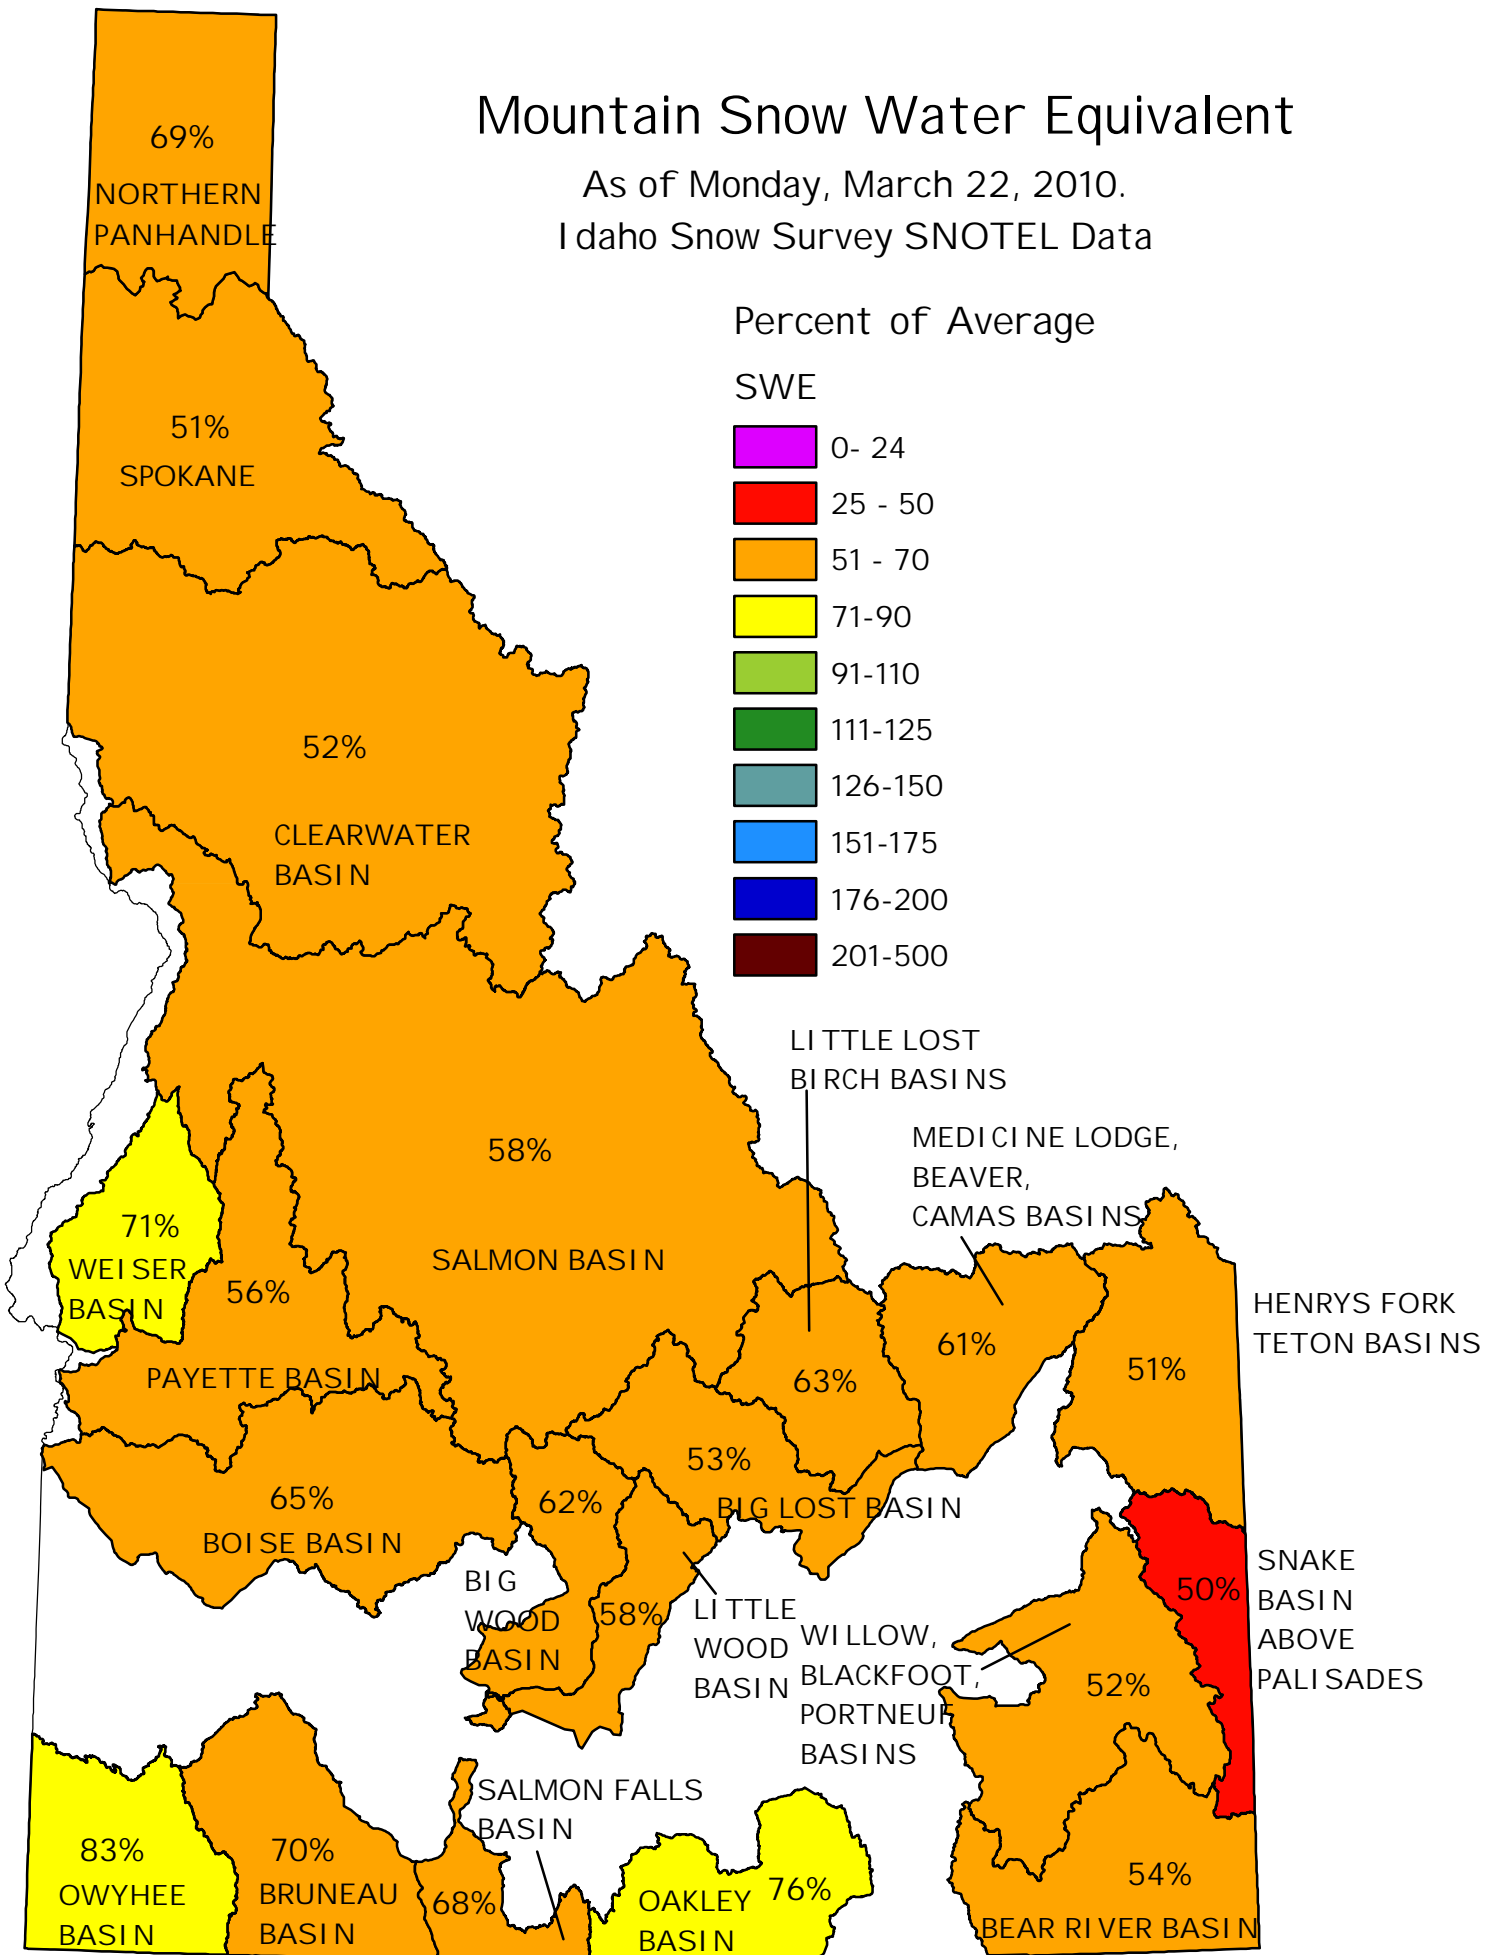 Mountain Snow Water Equivalent
As of Monday, March 22, 2010.
Idaho Snow Survey SNOTEL Data
Percent of Average
SWE
0- 24
25 - 50
51 - 70
71-90
91-110
111-125
126-150
151-175
176-200
201-500
69%
NORTHERN
PANHANDLE
51%
SPOKANE
52%
CLEARWATER
BASIN
58%
SALMON BASIN
LITTLE LOST
BIRCH BASINS
63%
MEDICINE LODGE,
BEAVER,
CAMAS BASINS
61%
HENRYS FORK
TETON BASINS
51%
71%
WEISER
BASIN
56%
PAYETTE BASIN
65%
BOISE BASIN
62%
BIG
WOOD
BASIN
53%
BIG LOST BASIN
58%
LITTLE
WOOD
BASIN
SNAKE
BASIN
ABOVE
PALISADES
50%
WILLOW,
BLACKFOOT,
PORTNEUF
BASINS
52%
83%
OWYHEE
BASIN
70%
BRUNEAU
BASIN
SALMON FALLS
BASIN
68%
OAKLEY
BASIN
76%
54%
BEAR RIVER BASIN